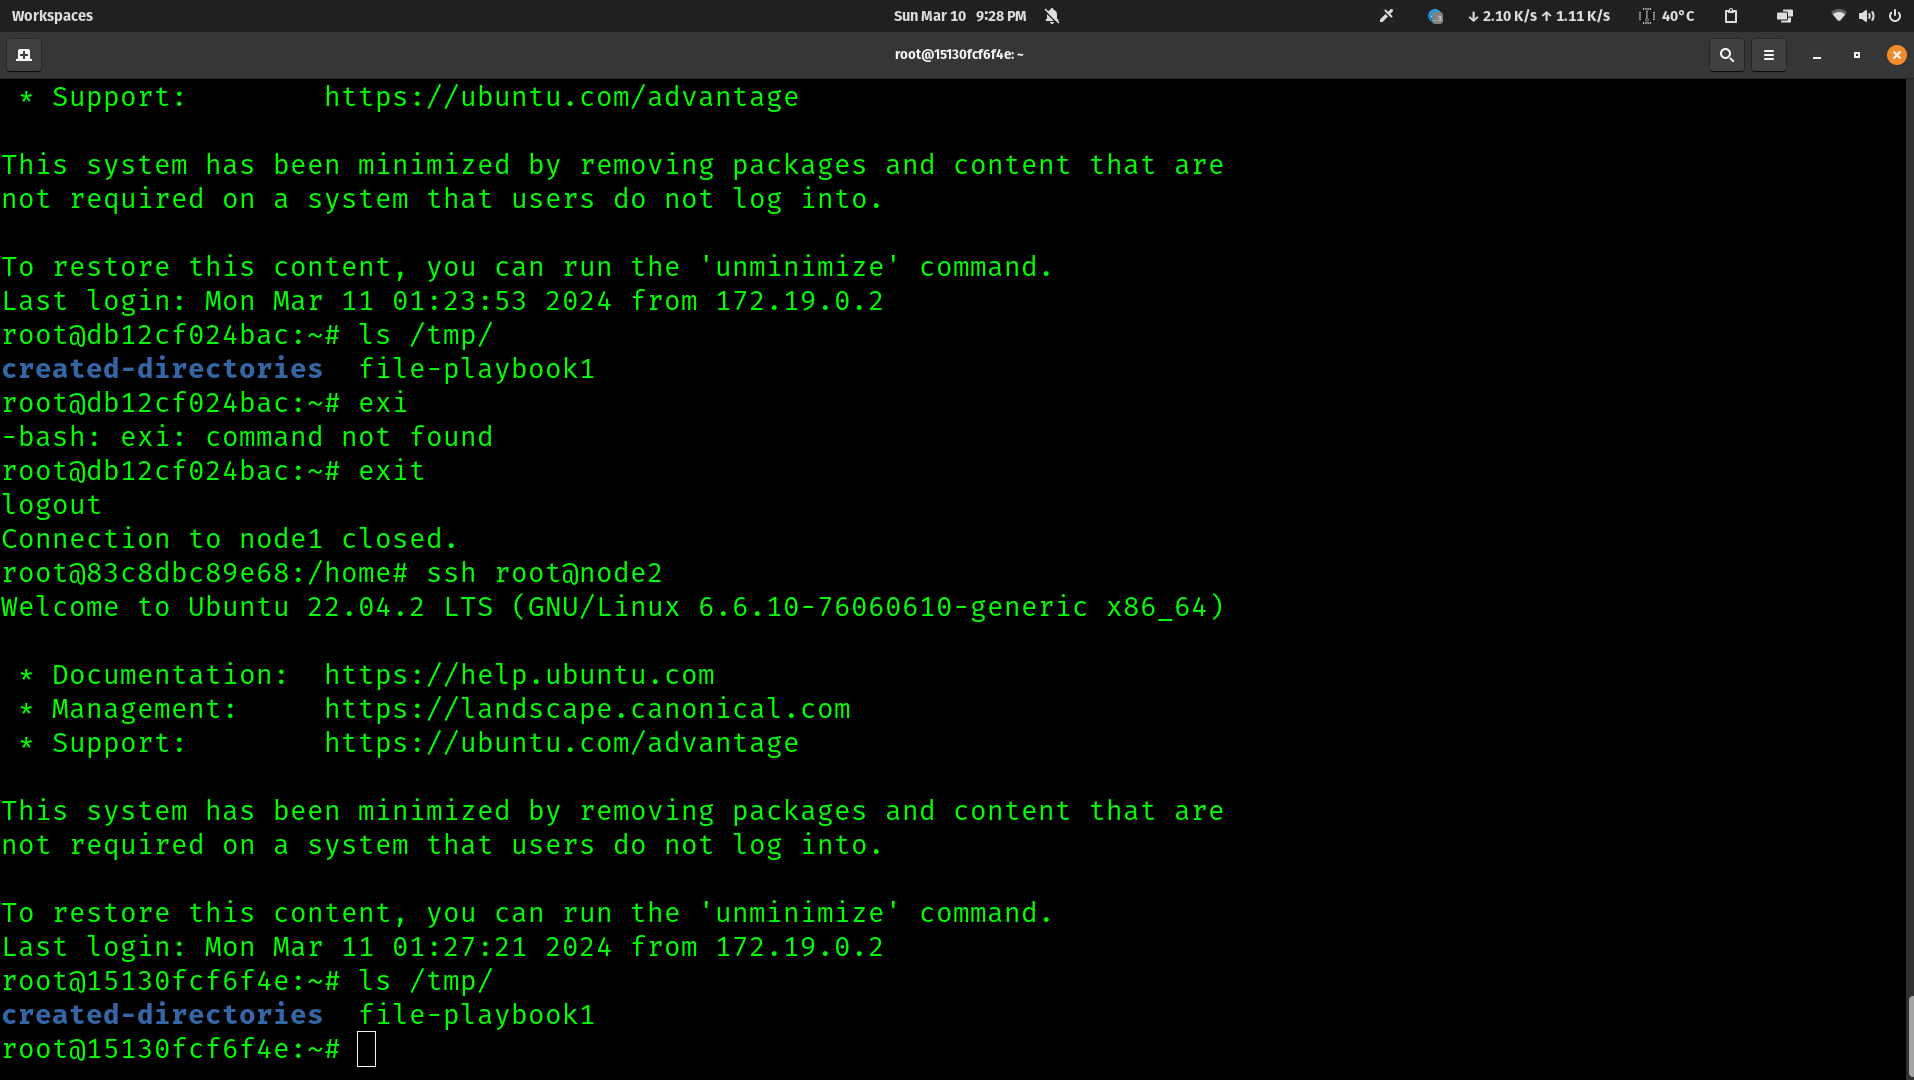 Workspaces
Sun Mar 10 9:28 PM
↓ 2.10 K/s ↑ 1.11 K/s
40°C
root@15130fcf6f4e: ~
 * Support:        https://ubuntu.com/advantage

This system has been minimized by removing packages and content that are
not required on a system that users do not log into.

To restore this content, you can run the 'unminimize' command.
Last login: Mon Mar 11 01:23:53 2024 from 172.19.0.2
root@db12cf024bac:~# ls /tmp/
created-directories  file-playbook1
root@db12cf024bac:~# exi
-bash: exi: command not found
root@db12cf024bac:~# exit
logout
Connection to node1 closed.
root@83c8dbc89e68:/home# ssh root@node2
Welcome to Ubuntu 22.04.2 LTS (GNU/Linux 6.6.10-76060610-generic x86_64)

 * Documentation:  https://help.ubuntu.com
 * Management:     https://landscape.canonical.com
 * Support:        https://ubuntu.com/advantage

This system has been minimized by removing packages and content that are
not required on a system that users do not log into.

To restore this content, you can run the 'unminimize' command.
Last login: Mon Mar 11 01:27:21 2024 from 172.19.0.2
root@15130fcf6f4e:~# ls /tmp/
created-directories  file-playbook1
root@15130fcf6f4e:~#